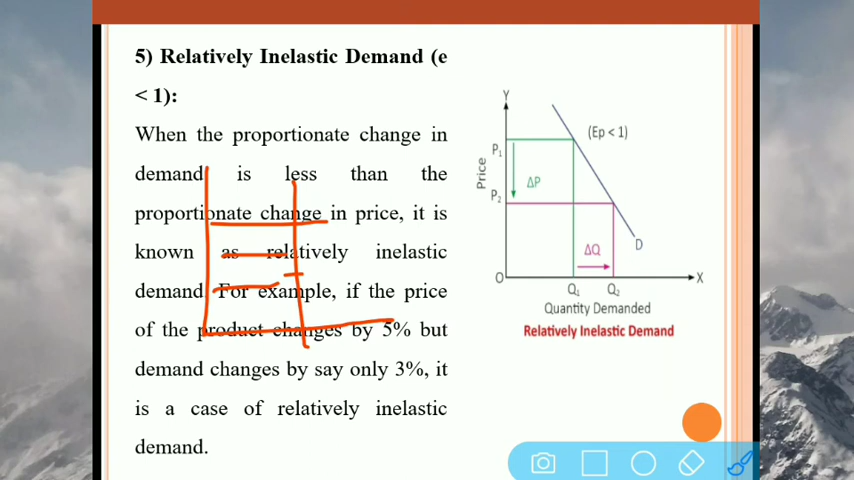 5) Relatively Inelastic Demand (e
< 1):
When the proportionate change in
demand is less than the
proportionate change in price, it is
known as relatively inelastic
demand. For example, if the price
of the product changes by 5% but
demand changes by say only 3%, it
is a case of relatively inelastic
demand.
Y
(Ep < 1)
P1
Price
ΔP
P2
ΔQ
D
O
X
Q1 Q2
Quantity Demanded
Relatively Inelastic Demand